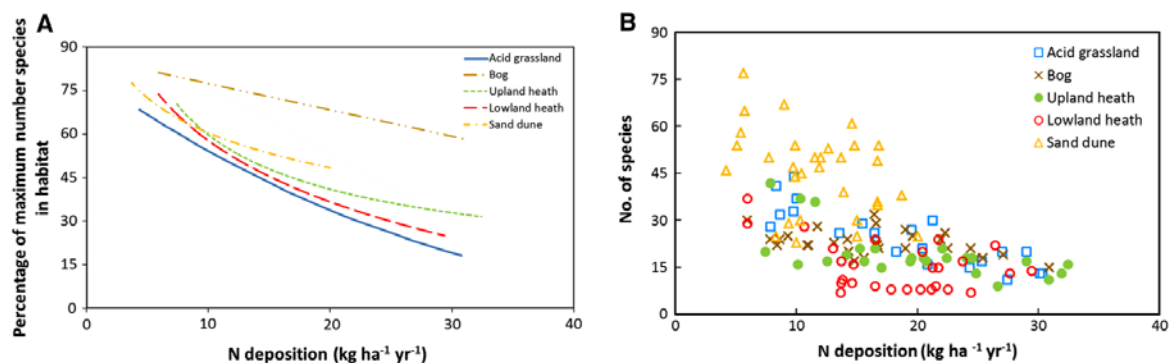 A
Percentage of maximum number species
in habitat
90
75
60
45
30
15
0
0
10
20
30
40
N deposition (kg ha⁻¹ yr⁻¹)
Acid grassland
Bog
Upland heath
Lowland heath
Sand dune
B
No. of species
90
75
60
45
30
15
0
0
10
20
30
40
N deposition (kg ha ⁻¹ yr⁻¹)
Acid grassland
Bog
Upland heath
Lowland heath
Sand dune